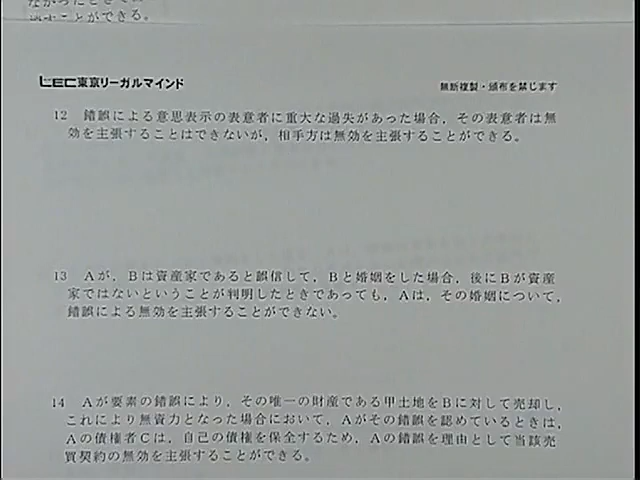 すことができる。
LEC東京リーガルマインド
無断複製・頒布を禁じます
12 錯誤による意思表示の表意者に重大な過失があった場合，その表意者は無
効を主張することはできないが，相手方は無効を主張することができる。
13 Ａが，Ｂは資産家であると誤信して，Ｂと婚姻をした場合，後にＢが資産
家ではないということが判明したときであっても，Ａは，その婚姻について，
錯誤による無効を主張することができない。
14 Ａが要素の錯誤により，その唯一の財産である甲土地をＢに対して売却し，
これにより無資力となった場合において，Ａがその錯誤を認めているときは，
Ａの債権者Ｃは，自己の債権を保全するため，Ａの錯誤を理由として当該売
買契約の無効を主張することができる。